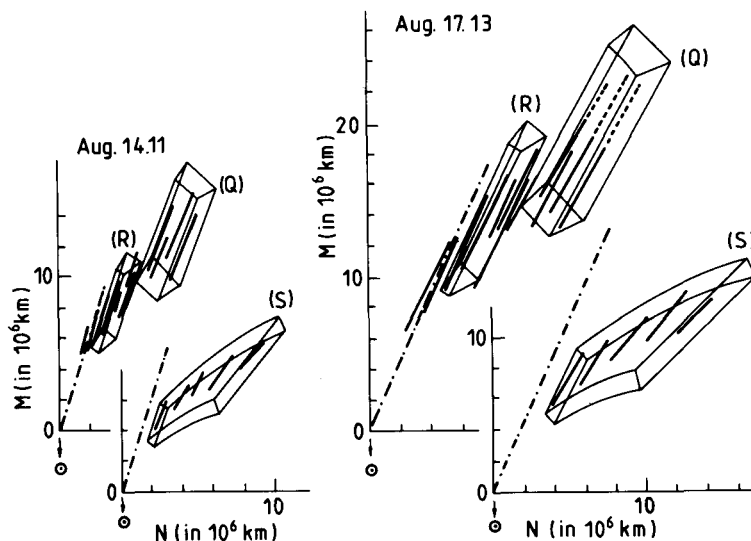 Aug. 14.11
M (in 10⁶ km)
10
0
(R)
(Q)
(S)
0
10
N (in 10⁶ km)
☉
☉
Aug. 17.13
M (in 10⁶ km)
20
10
0
(R)
(Q)
(S)
10
0
10
N (in 10⁶ km)
☉
☉